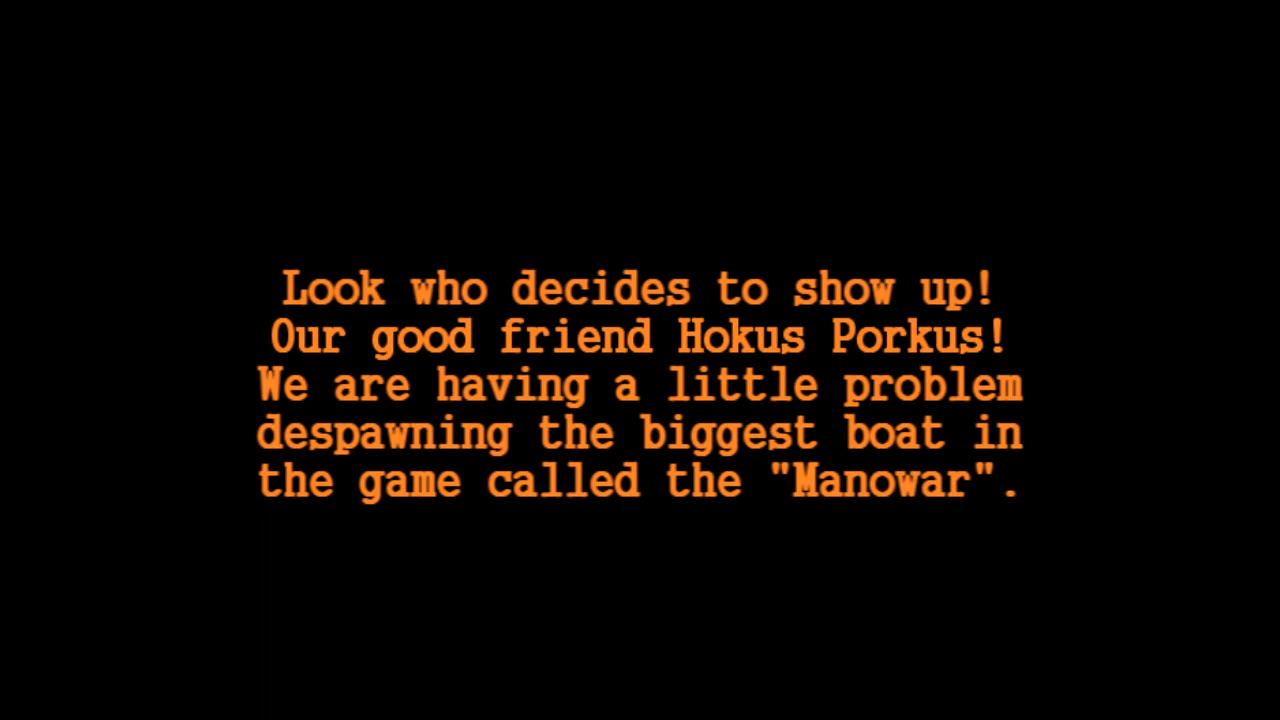 Look who decides to show up!
Our good friend Hokus Porkus!
We are having a little problem
despawning the biggest boat in
the game called the "Manowar".